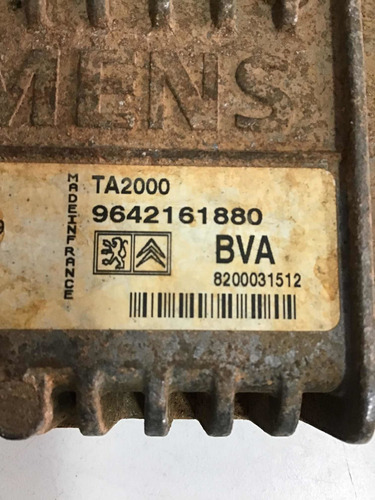 MENS
MADEINFRANCE
TA2000
9642161880
BVA
8200031512